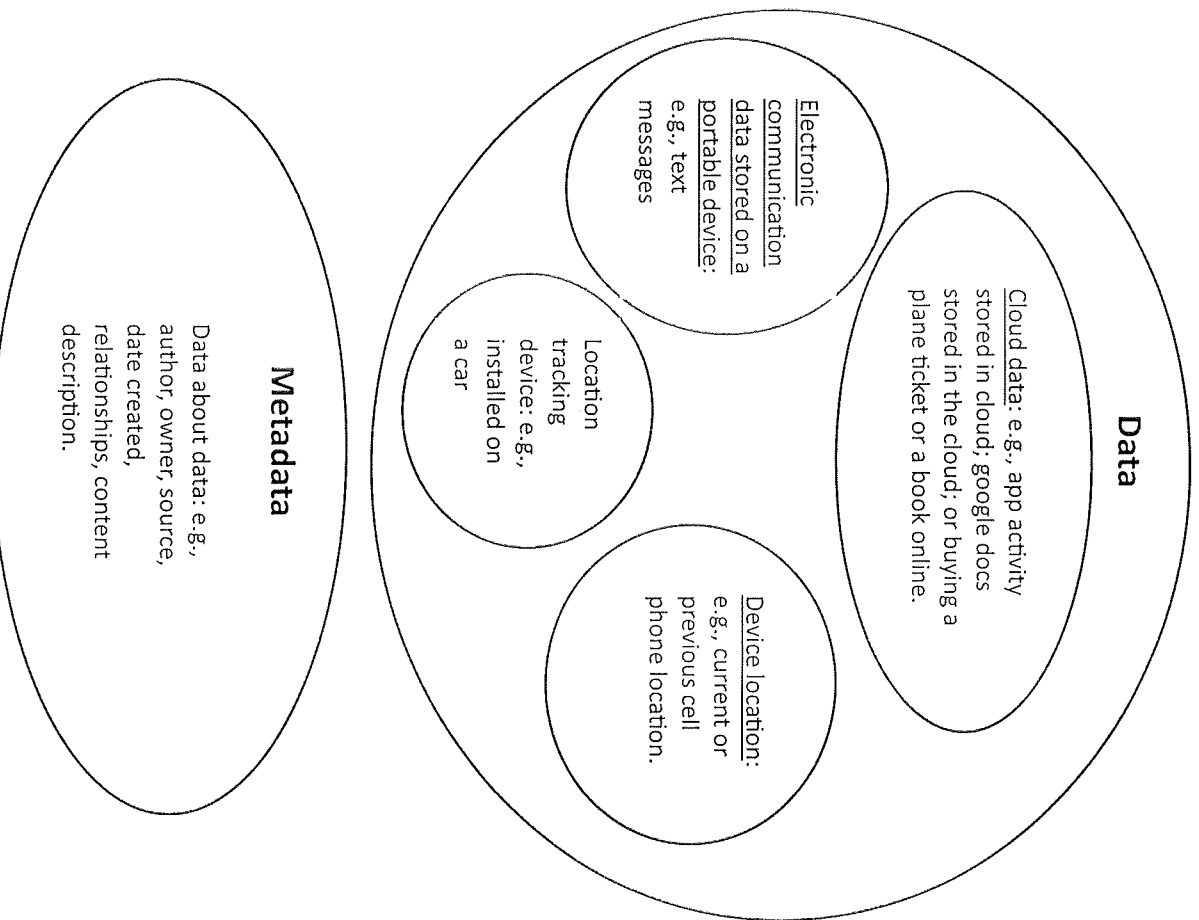 Data
Cloud data: e.g., app activity
stored in cloud; google docs
stored in the cloud; or buying a
plane ticket or a book online.
Electronic
communication
data stored on a
portable device:
e.g., text
messages
Device location:
e.g., current or
previous cell
phone location.
Location
tracking
device: e.g.,
installed on
a car
Metadata
Data about data: e.g.,
author, owner, source,
date created,
relationships, content
description.